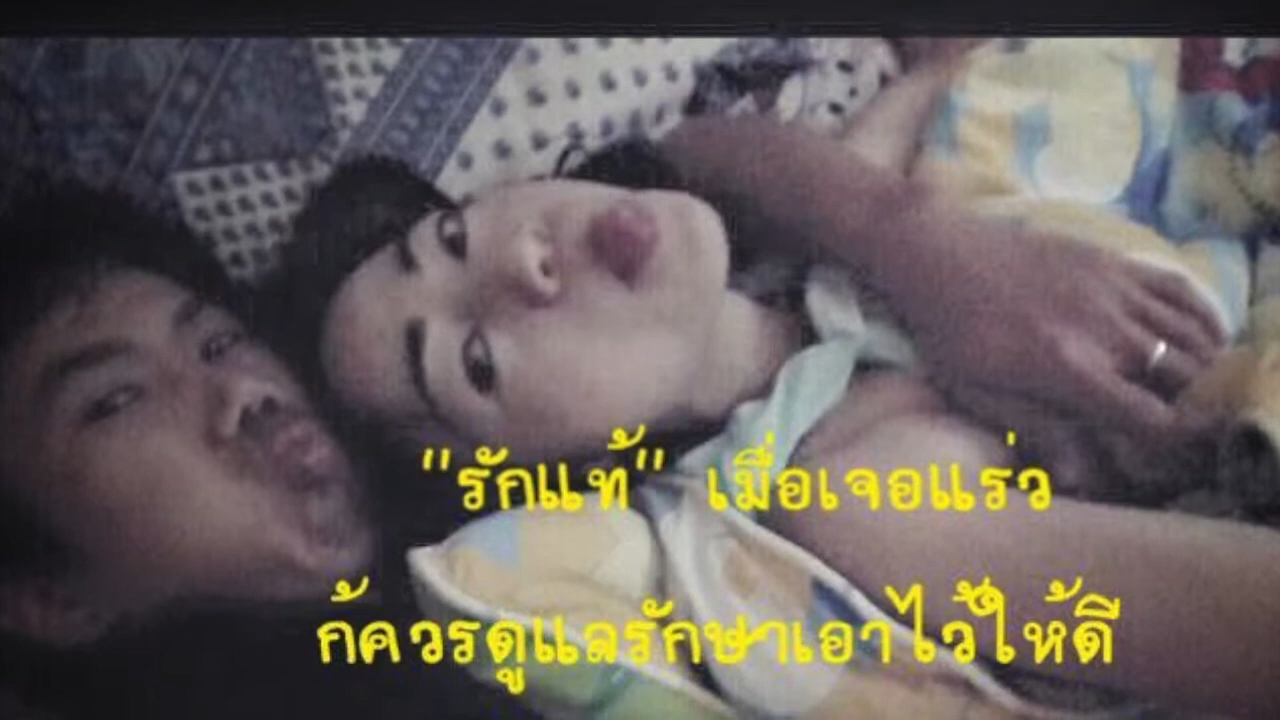 "รักแท้" เมื่อเจอแร่ว
ก้ควรดูแลรักษาเอาไว้ให้ดี